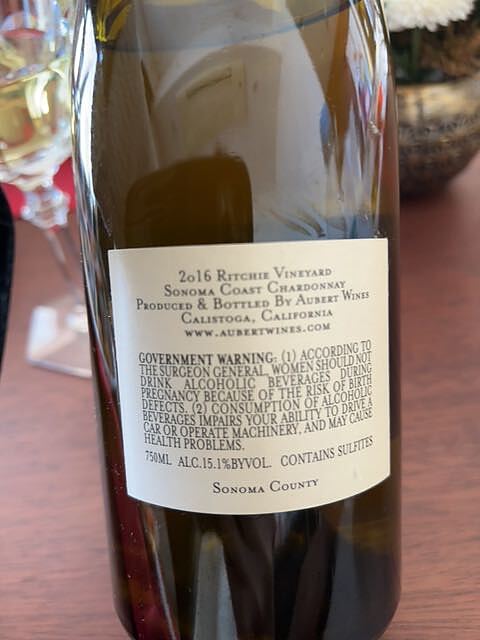 2016 Ritchie Vineyard
Sonoma Coast Chardonnay
Produced & Bottled By Aubert Wines
Calistoga, California
www.aubertwines.com
GOVERNMENT WARNING: (1) ACCORDING TO
THE SURGEON GENERAL, WOMEN SHOULD NOT
DRINK ALCOHOLIC BEVERAGES DURING
PREGNANCY BECAUSE OF THE RISK OF BIRTH
DEFECTS. (2) CONSUMPTION OF ALCOHOLIC
BEVERAGES IMPAIRS YOUR ABILITY TO DRIVE A
CAR OR OPERATE MACHINERY, AND MAY CAUSE
HEALTH PROBLEMS.
750ML ALC.15.1%BYVOL. CONTAINS SULFITES
Sonoma County